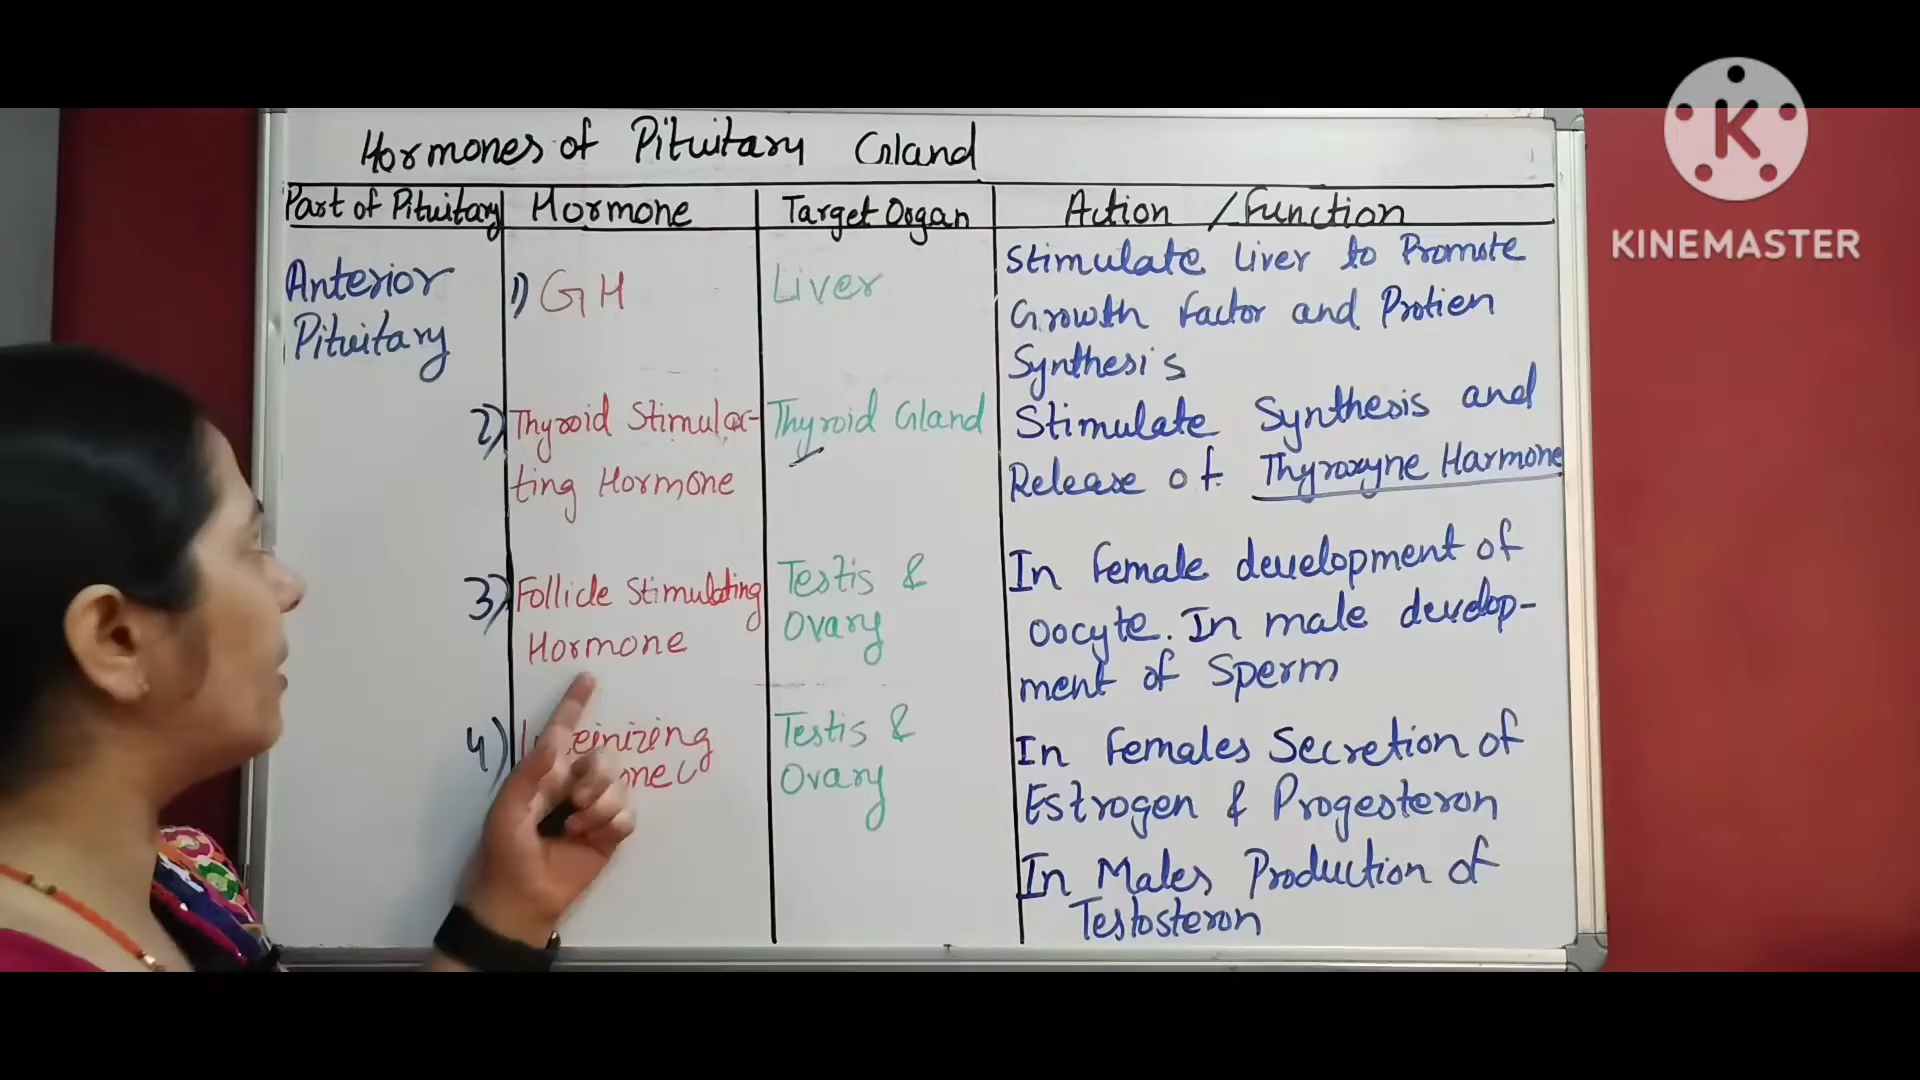 Hormones of Pituitary Gland
Part of Pituitary Hormone Target Organ Action / Function
Anterior
Pituitary
1) GH
Liver
Stimulate Liver to Promote
Growth Factor and Protien
Synthesis
2) Thyroid Stimula-
ting Hormone
Thyroid Gland
Stimulate Synthesis and
Release of Thyroxyne Harmone
3) Follicle Stimulating
Hormone
Testis &
Ovary
In Female development of
oocyte. In male develop-
ment of Sperm
4)
Testis &
Ovary
In Females Secretion of
Estrogen & Progesteron
In Males Production of
Testosteron
K
KINEMASTER